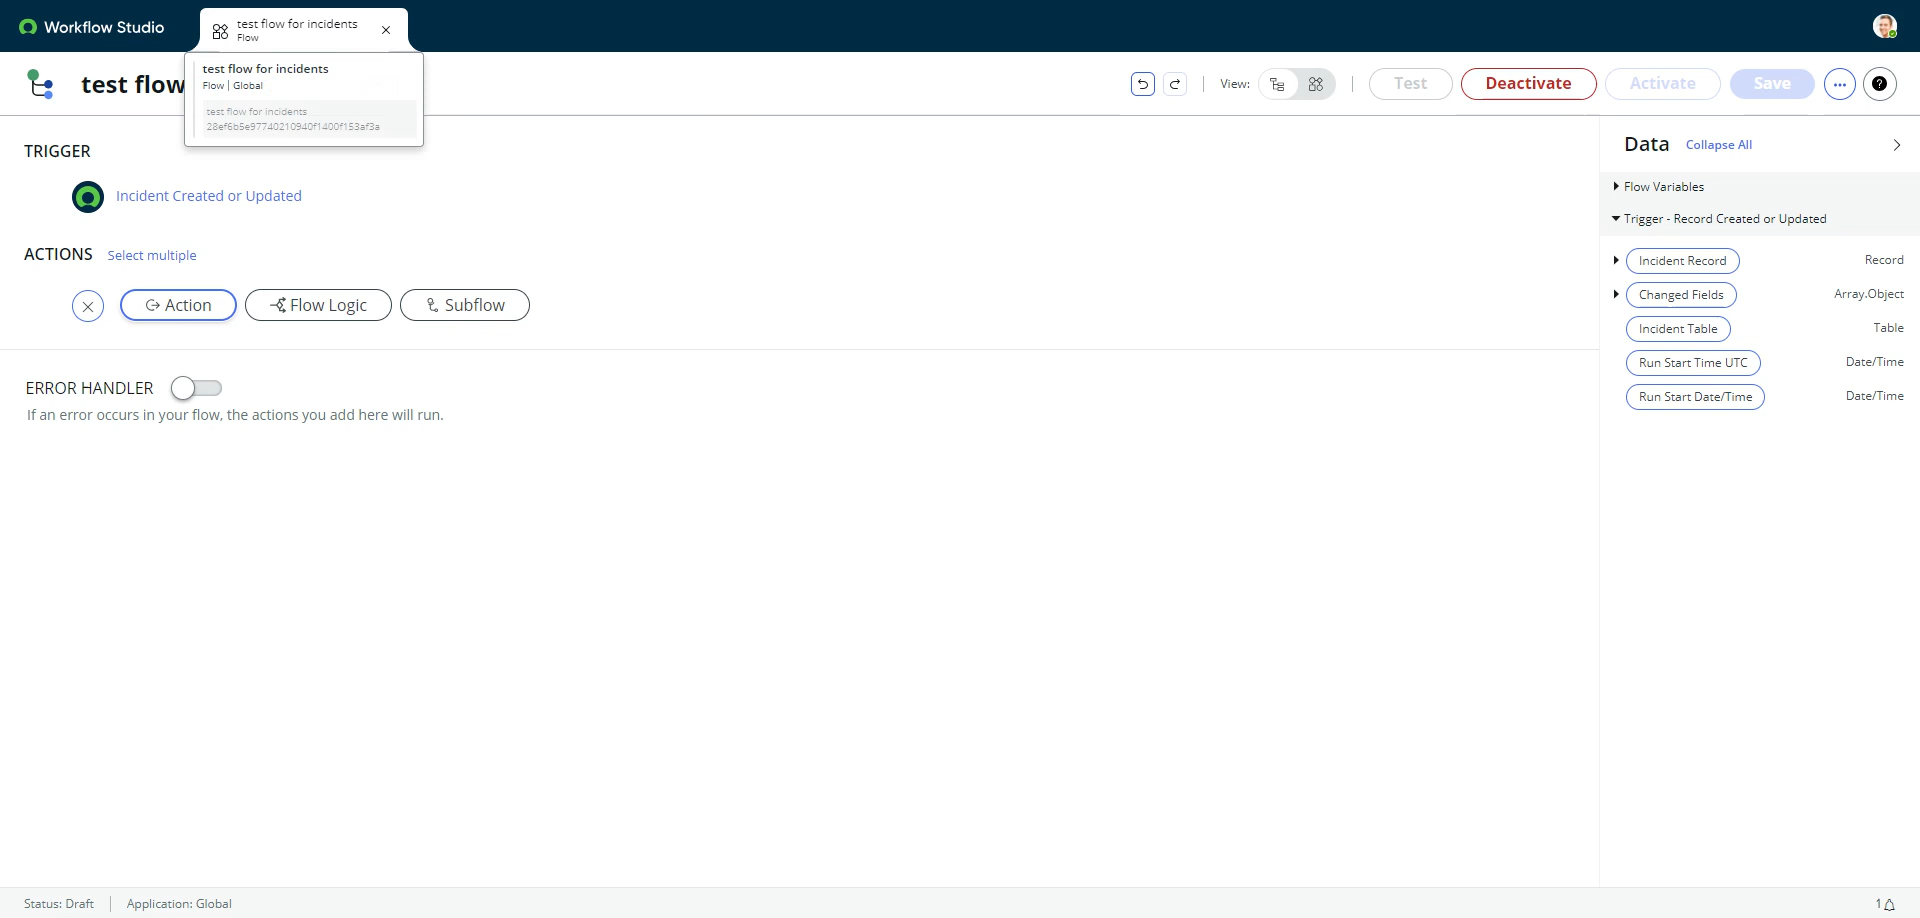 Workflow Studio
test flow for incidents
Flow
test flow for incidents
Flow | Global
test flow for incidents
28ef6b5e97740210940f1400f153af3a
test flow
View:
Test
Deactivate
Activate
Save
TRIGGER
Incident Created or Updated
ACTIONS Select multiple
Action
Flow Logic
Subflow
ERROR HANDLER
If an error occurs in your flow, the actions you add here will run.
Data Collapse All
Flow Variables
Trigger - Record Created or Updated
Incident Record Record
Changed Fields Array.Object
Incident Table Table
Run Start Time UTC Date/Time
Run Start Date/Time Date/Time
Status: Draft
Application: Global
1